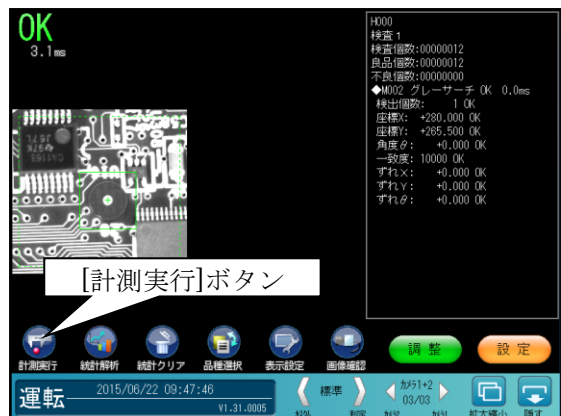 OK
3.1ms
H000
検査1
検査個数:00000012
良品個数:00000012
不良個数:00000000
◆M002 グレーサーチ OK 0.0ms
検出個数: 1 OK
座標X: +280.000 OK
座標Y: +265.500 OK
角度θ: +0.000 OK
一致度: 10000 OK
ずれX: +0.000 OK
ずれY: +0.000 OK
ずれθ: +0.000 OK
[計測実行]ボタン
計測実行 統計解析 統計クリア 品種選択 表示設定 画像確認
調 整 設 定
運転 2015/06/22 09:47:46
V1.31.0005
標準
カメラ1+2
03/03
拡大縮小 隠す